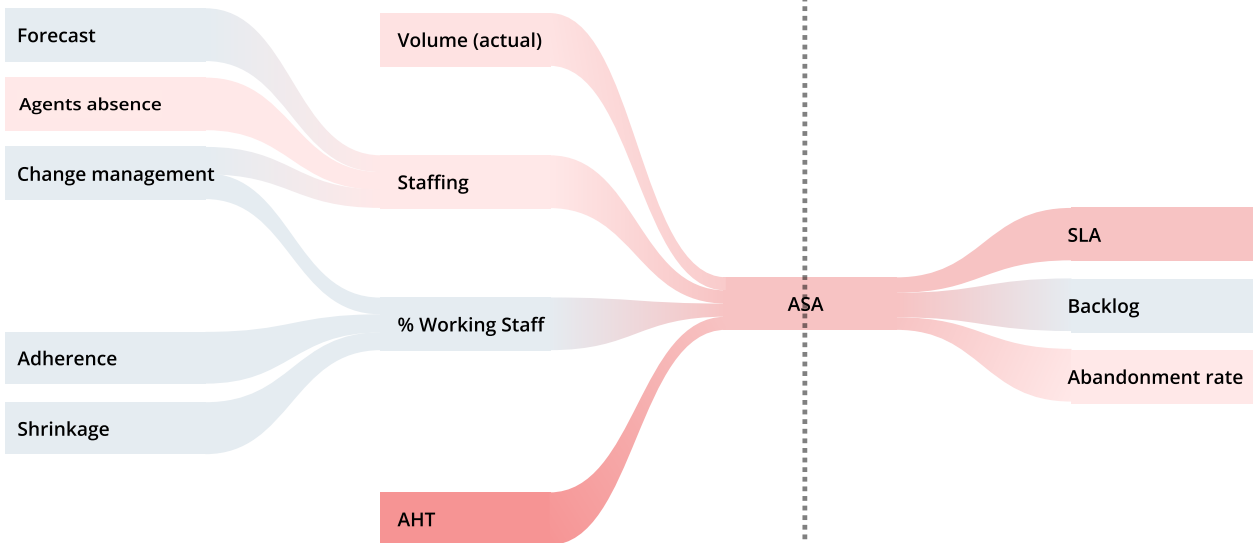 Forecast
Agents absence
Change management
Adherence
Shrinkage
Volume (actual)
Staffing
% Working Staff
AHT
ASA
SLA
Backlog
Abandonment rate